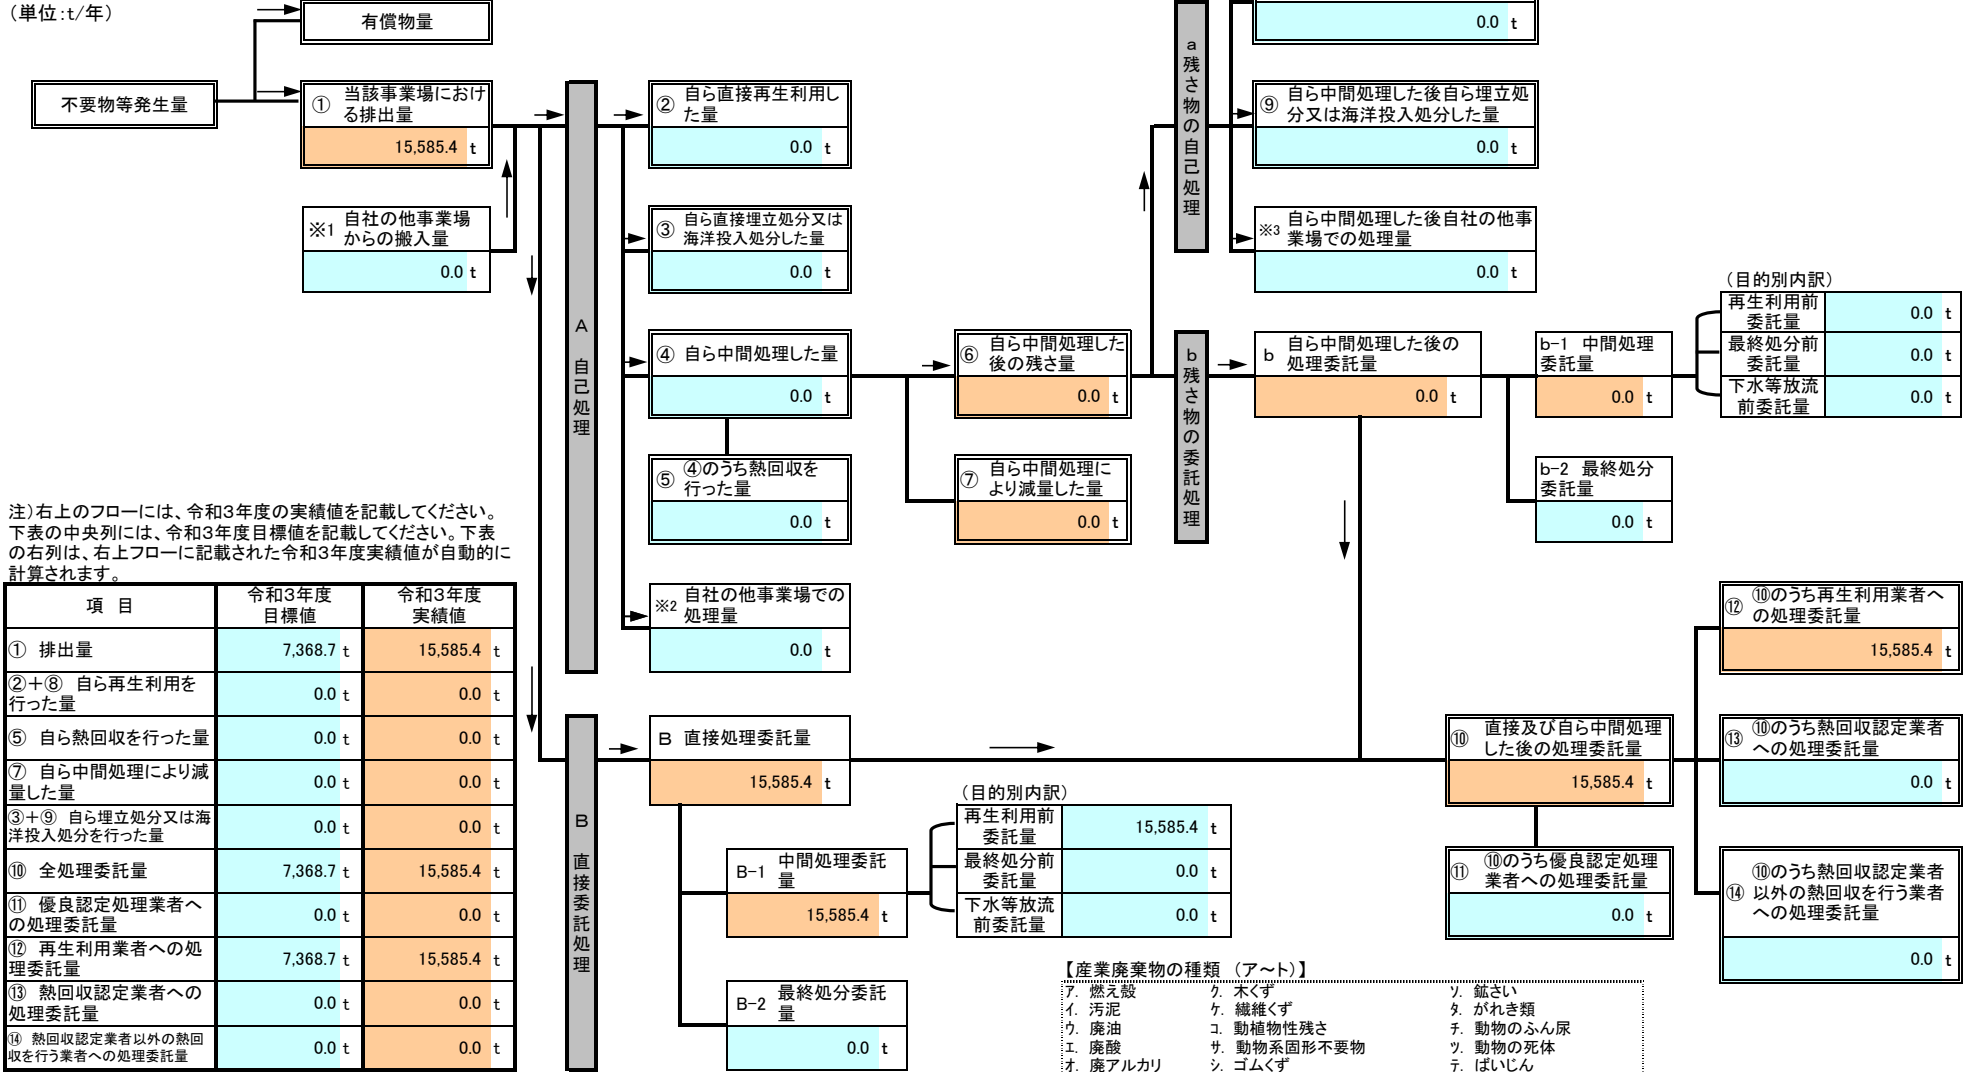 （単位：t/年）
有償物量
不要物等発生量
① 当該事業場におけ
る排出量
15,585.4 t
※1 自社の他事業場
からの搬入量
0.0 t
A 自己処理
② 自ら直接再生利用し
た量
0.0 t
③ 自ら直接埋立処分又は
海洋投入処分した量
0.0 t
④ 自ら中間処理した量
0.0 t
⑤ ④のうち熱回収を
行った量
0.0 t
※2 自社の他事業場での
処理量
0.0 t
⑥ 自ら中間処理した
後の残さ量
0.0 t
⑦ 自ら中間処理に
より減量した量
0.0 t
a 残さ物の自己処理
0.0 t
⑨ 自ら中間処理した後自ら埋立処
分又は海洋投入処分した量
0.0 t
※3 自ら中間処理した後自社の他事
業場での処理量
0.0 t
b 残さ物の委託処理
b 自ら中間処理した後の
処理委託量
0.0 t
b-1 中間処理
委託量
0.0 t
b-2 最終処分
委託量
0.0 t
（目的別内訳）
再生利用前
委託量 0.0 t
最終処分前
委託量 0.0 t
下水等放流
前委託量 0.0 t
注）右上のフローには、令和3年度の実績値を記載してください。
下表の中央列には、令和3年度目標値を記載してください。下表
の右列は、右上フローに記載された令和3年度実績値が自動的に
計算されます。
項 目 令和3年度
目標値 令和3年度
実績値
① 排出量 7,368.7 t 15,585.4 t
②＋⑧ 自ら再生利用を
行った量 0.0 t 0.0 t
⑤ 自ら熱回収を行った量 0.0 t 0.0 t
⑦ 自ら中間処理により減
量した量 0.0 t 0.0 t
③＋⑨ 自ら埋立処分又は海
洋投入処分を行った量 0.0 t 0.0 t
⑩ 全処理委託量 7,368.7 t 15,585.4 t
⑪ 優良認定処理業者へ
の処理委託量 0.0 t 0.0 t
⑫ 再生利用業者への処
理委託量 7,368.7 t 15,585.4 t
⑬ 熱回収認定業者への
処理委託量 0.0 t 0.0 t
⑭ 熱回収認定業者以外の熱回
収を行う業者への処理委託量 0.0 t 0.0 t
B 直接委託処理
B 直接処理委託量
15,585.4 t
B-1 中間処理委託
量
15,585.4 t
B-2 最終処分委託
量
0.0 t
（目的別内訳）
再生利用前
委託量 15,585.4 t
最終処分前
委託量 0.0 t
下水等放流
前委託量 0.0 t
⑩ 直接及び自ら中間処理
した後の処理委託量
15,585.4 t
⑪ ⑩のうち優良認定処理
業者への処理委託量
0.0 t
⑫ ⑩のうち再生利用業者へ
の処理委託量
15,585.4 t
⑬ ⑩のうち熱回収認定業者
への処理委託量
0.0 t
⑭ ⑩のうち熱回収認定業者
以外の熱回収を行う業者
への処理委託量
0.0 t
【産業廃棄物の種類 （ア～ト）】
ア. 燃え殻 ク. 木くず ソ. 鉱さい
イ. 汚泥 ケ. 繊維くず タ. がれき類
ウ. 廃油 コ. 動植物性残さ チ. 動物のふん尿
エ. 廃酸 サ. 動物系固形不要物 ツ. 動物の死体
オ. 廃アルカリ シ. ゴムくず テ. ばいじん